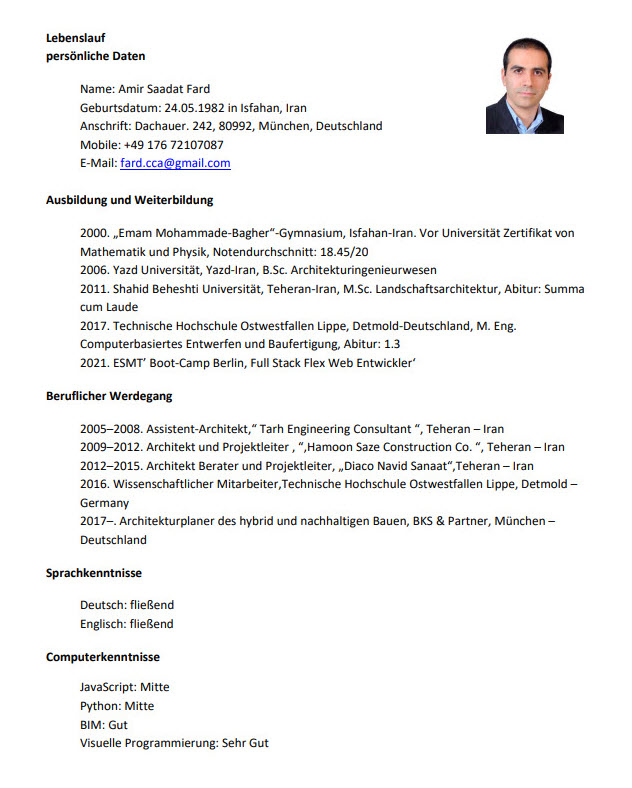 Lebenslauf
persönliche Daten
Name: Amir Saadat Fard
Geburtsdatum: 24.05.1982 in Isfahan, Iran
Anschrift: Dachauer. 242, 80992, München, Deutschland
Mobile: +49 176 72107087
E-Mail: fard.cca@gmail.com
Ausbildung und Weiterbildung
2000. „Emam Mohammade-Bagher“-Gymnasium, Isfahan-Iran. Vor Universität Zertifikat von
Mathematik und Physik, Notendurchschnitt: 18.45/20
2006. Yazd Universität, Yazd-Iran, B.Sc. Architekturingenieurwesen
2011. Shahid Beheshti Universität, Teheran-Iran, M.Sc. Landschaftsarchitektur, Abitur: Summa
cum Laude
2017. Technische Hochschule Ostwestfallen Lippe, Detmold-Deutschland, M. Eng.
Computerbasiertes Entwerfen und Baufertigung, Abitur: 1.3
2021. ESMT’ Boot-Camp Berlin, Full Stack Flex Web Entwickler‘
Beruflicher Werdegang
2005–2008. Assistent-Architekt,“ Tarh Engineering Consultant “, Teheran – Iran
2009–2012. Architekt und Projektleiter , “,Hamoon Saze Construction Co. “, Teheran – Iran
2012–2015. Architekt Berater und Projektleiter, „Diaco Navid Sanaat“,Teheran – Iran
2016. Wissenschaftlicher Mitarbeiter,Technische Hochschule Ostwestfallen Lippe, Detmold –
Germany
2017–. Architekturplaner des hybrid und nachhaltigen Bauen, BKS & Partner, München –
Deutschland
Sprachkenntnisse
Deutsch: fließend
Englisch: fließend
Computerkenntnisse
JavaScript: Mitte
Python: Mitte
BIM: Gut
Visuelle Programmierung: Sehr Gut